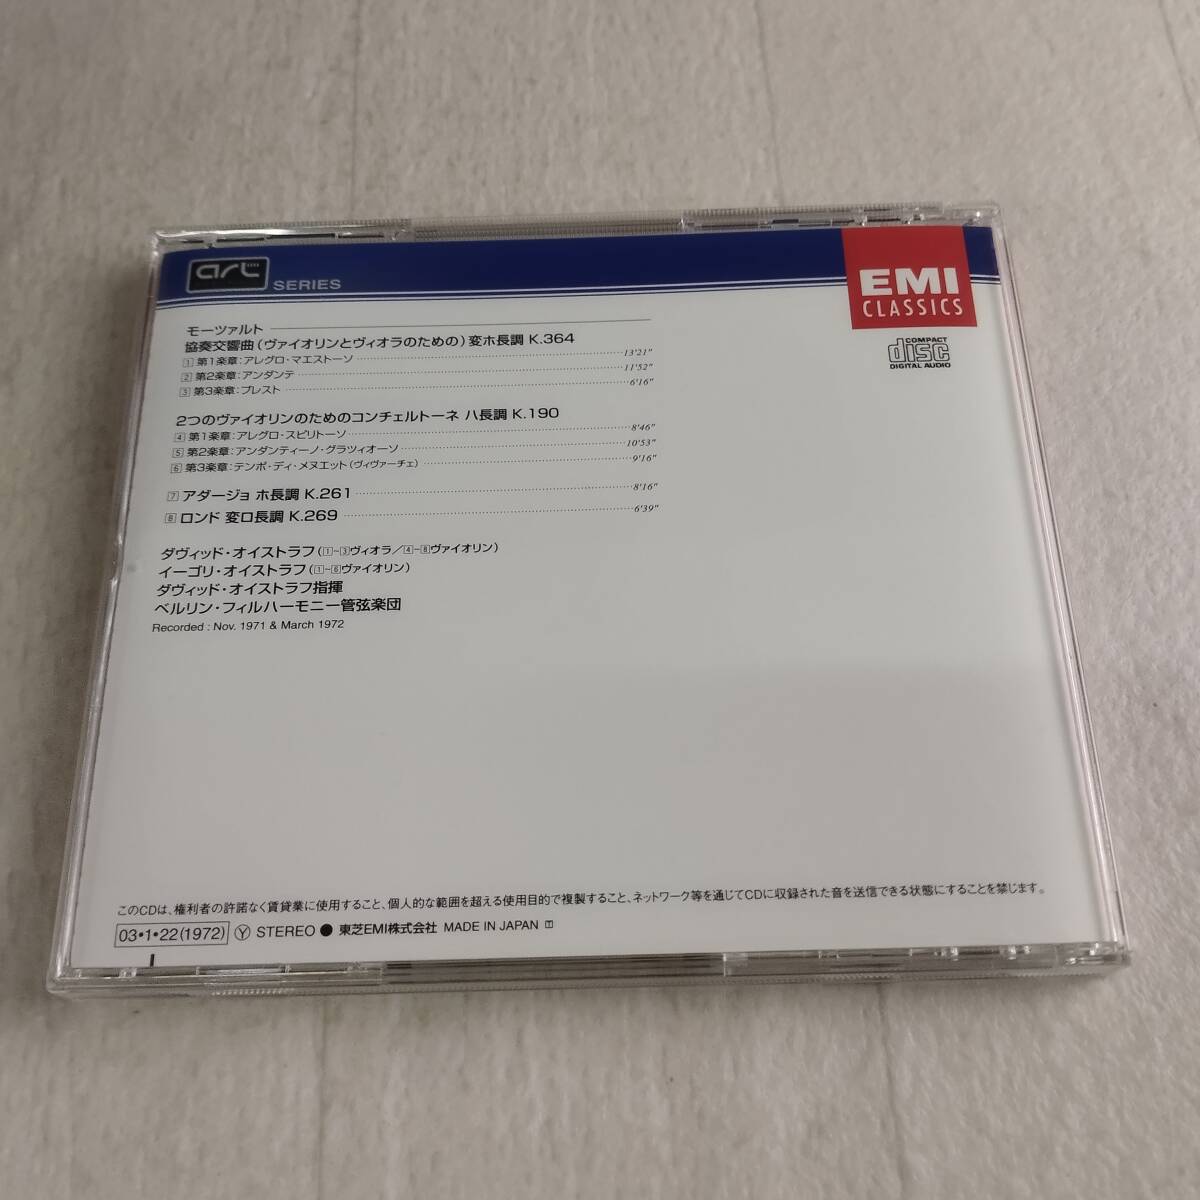 art SERIES
EMI
CLASSICS
COMPACT
disc
DIGITAL AUDIO
モーツァルト
協奏交響曲(ヴァイオリンとヴィオラのための)変ホ長調 K.364
1 第1楽章:アレグロ・マエストーソ 13'21"
2 第2楽章:アンダンテ 11'52"
3 第3楽章:プレスト 6'16"
2つのヴァイオリンのためのコンチェルトーネ ハ長調 K.190
4 第1楽章:アレグロ・スピリトーソ 8'46"
5 第2楽章:アンダンティーノ・グラツィオーソ 10'53"
6 第3楽章:テンポ・ディ・メヌエット(ヴィヴァーチェ) 9'16"
7 アダージョ ホ長調 K.261 8'16"
8 ロンド 変ロ長調 K.269 6'39"
ダヴィッド・オイストラフ(1-3ヴィオラ/4-8ヴァイオリン)
イーゴリ・オイストラフ(1-6ヴァイオリン)
ダヴィッド・オイストラフ指揮
ベルリン・フィルハーモニー管弦楽団
Recorded : Nov. 1971 & March 1972
このCDは、権利者の許諾なく賃貸業に使用すること、個人的な範囲を超える使用目的で複製すること、ネットワーク等を通じてCDに収録された音を送信できる状態にすることを禁じます。
03・1・22(1972) Ⓨ STEREO ● 東芝EMI株式会社 MADE IN JAPAN 🅃